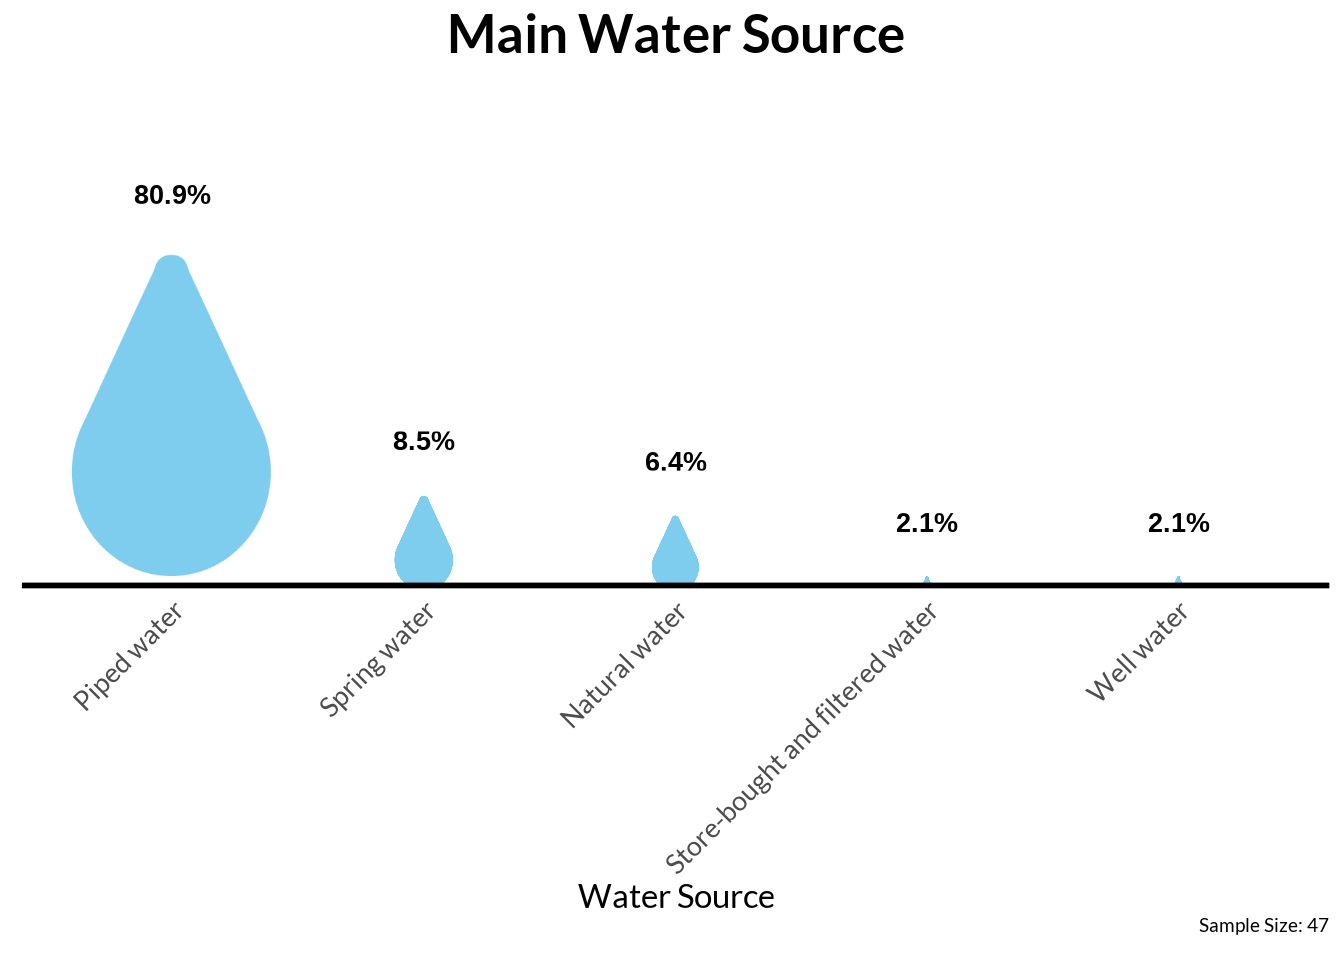 Main Water Source
80.9%
8.5%
6.4%
2.1%
2.1%
Piped water
Spring water
Natural water
Store-bought and filtered water
Well water
Water Source
Sample Size: 47